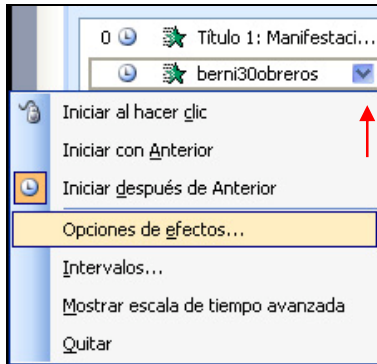 0 Título 1: Manifestaci...
berni30obreros
Iniciar al hacer clic
Iniciar con Anterior
Iniciar después de Anterior
Opciones de efectos...
Intervalos...
Mostrar escala de tiempo avanzada
Quitar